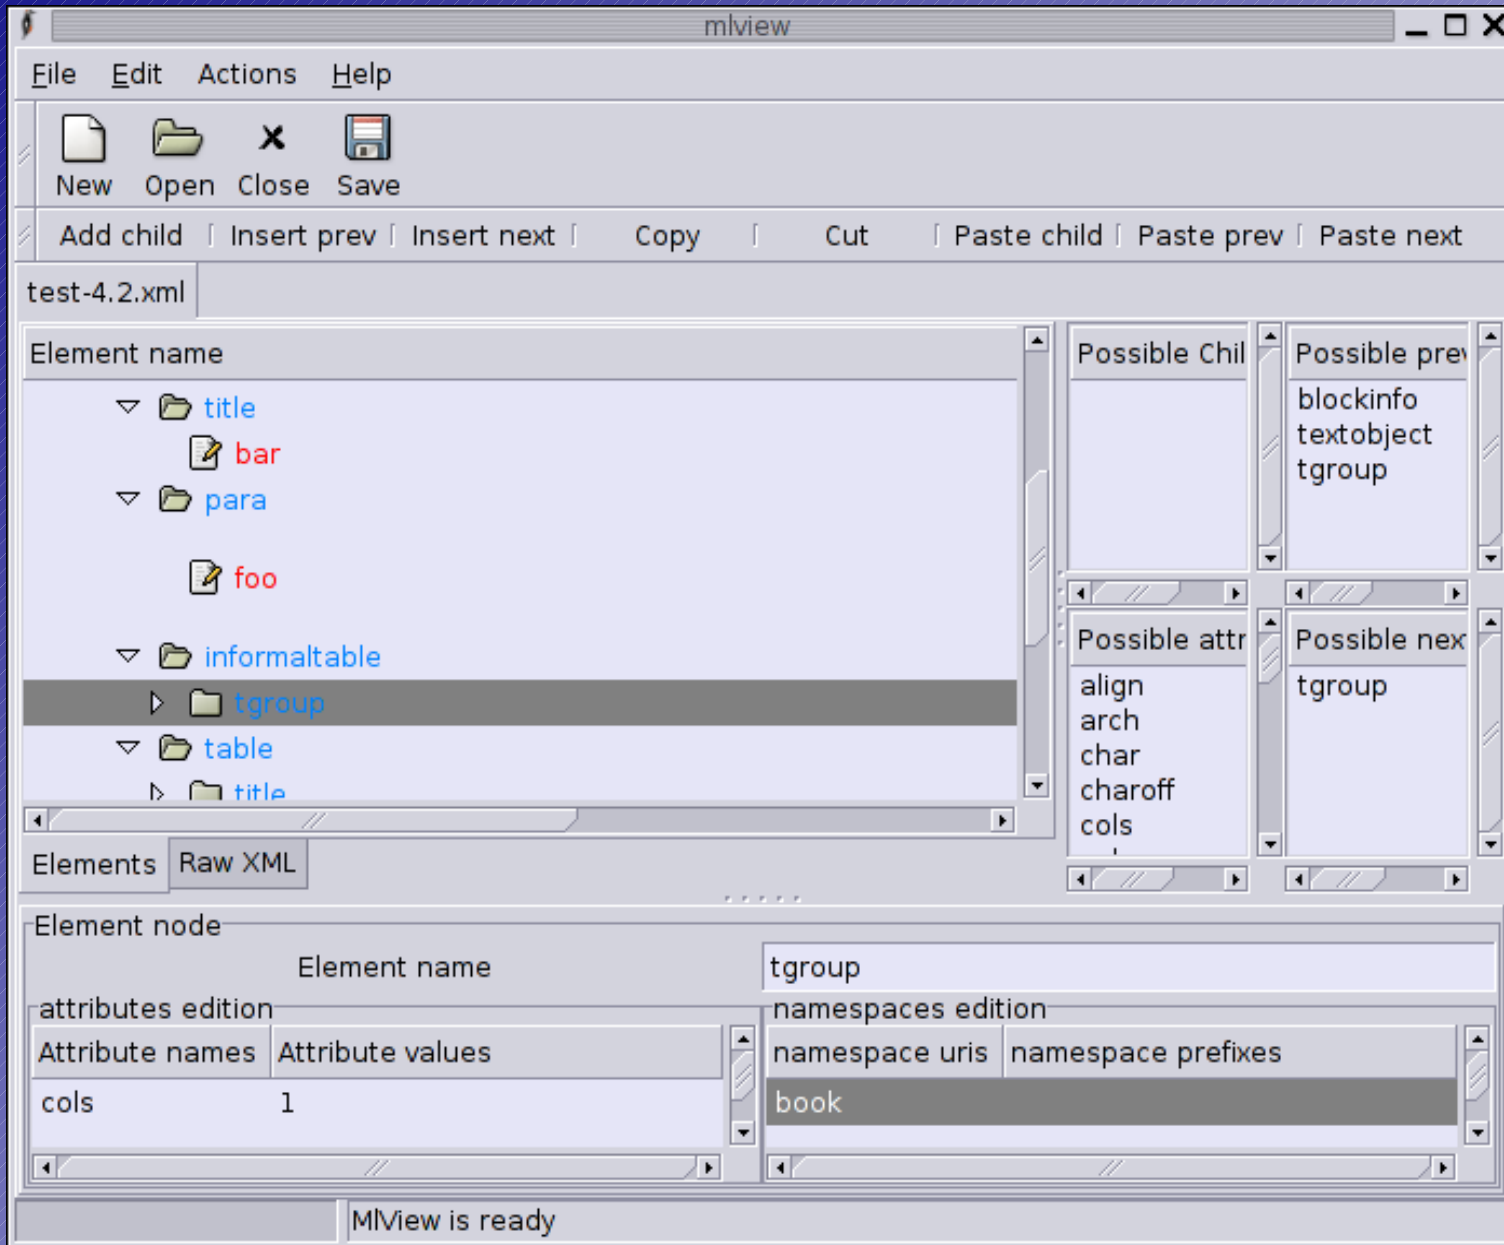 mlview
File Edit Actions Help
New Open Close Save
Add child Insert prev Insert next Copy Cut Paste child Paste prev Paste next
test-4.2.xml
Element name
title
bar
para
foo
informaltable
tgroup
table
title
Possible Chil
Possible prev
blockinfo
textobject
tgroup
Possible attr
align
arch
char
charoff
cols
Possible nex
tgroup
Elements Raw XML
Element node
Element name tgroup
attributes edition
Attribute names Attribute values
cols 1
namespaces edition
namespace uris namespace prefixes
book
MlView is ready